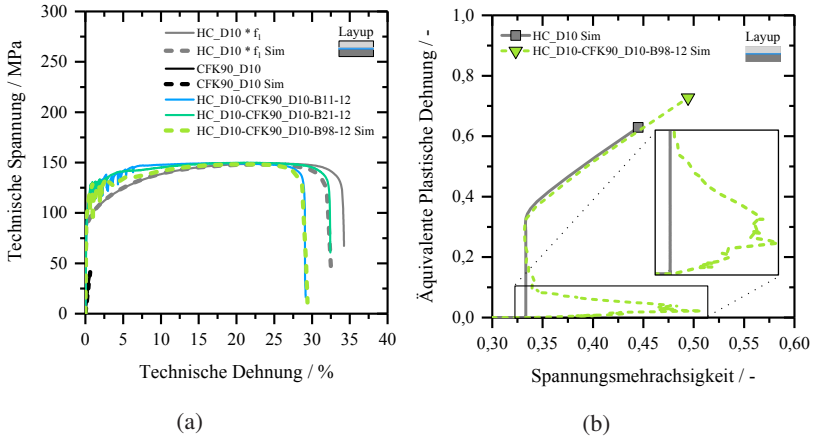 Technische Spannung / MPa
300
250
200
150
100
50
0
0
5
10
15
20
25
30
35
40
Technische Dehnung / %
HC_D10 * f₁
HC_D10 * f₁ Sim
CFK90_D10
CFK90_D10 Sim
HC_D10-CFK90_D10-B11-12
HC_D10-CFK90_D10-B21-12
HC_D10-CFK90_D10-B98-12 Sim
Layup
(a)
Äquivalente Plastische Dehnung / -
1,0
0,8
0,6
0,4
0,2
0,0
0,30
0,35
0,40
0,45
0,50
0,55
0,60
Spannungsmehrachsigkeit / -
HC_D10 Sim
HC_D10-CFK90_D10-B98-12 Sim
Layup
(b)